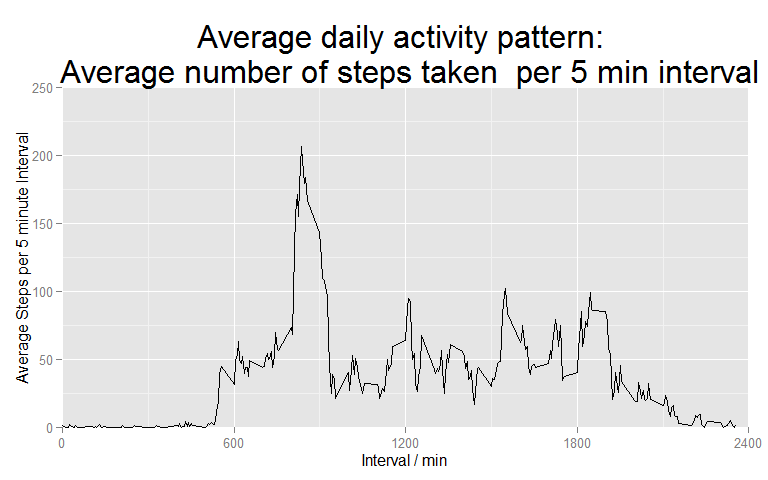 Average daily activity pattern:
Average number of steps taken  per 5 min interval
Average Steps per 5 minute Interval
250
200
150
100
50
0
0 600 1200 1800 2400
Interval / min